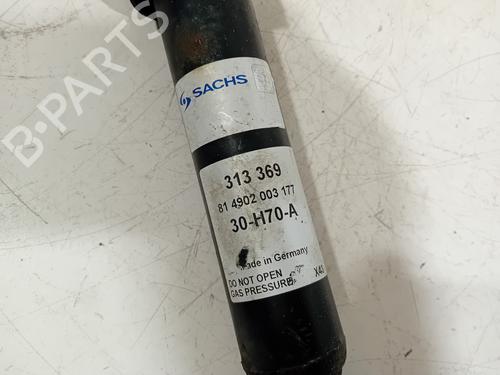 B-PARTS
SACHS
313 369
81 4902 003 177
30-H70-A
Made in Germany
DO NOT OPEN
GAS PRESSURE
X40
B-PARTS